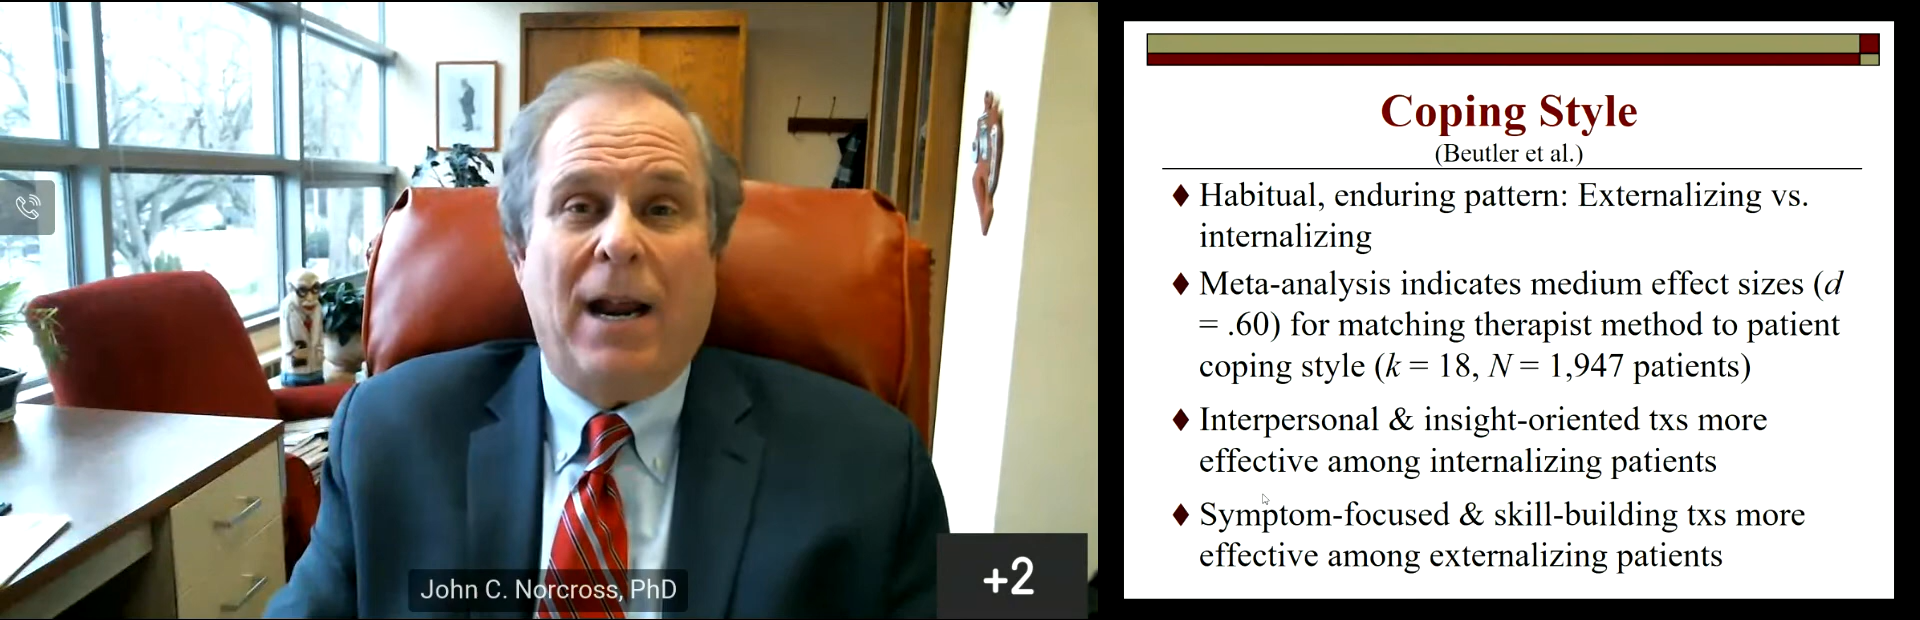 John C. Norcross, PhD
+2
Coping Style
(Beutler et al.)
♦ Habitual, enduring pattern: Externalizing vs.
internalizing
♦ Meta-analysis indicates medium effect sizes (d
= .60) for matching therapist method to patient
coping style (k = 18, N = 1,947 patients)
♦ Interpersonal & insight-oriented txs more
effective among internalizing patients
♦ Symptom-focused & skill-building txs more
effective among externalizing patients